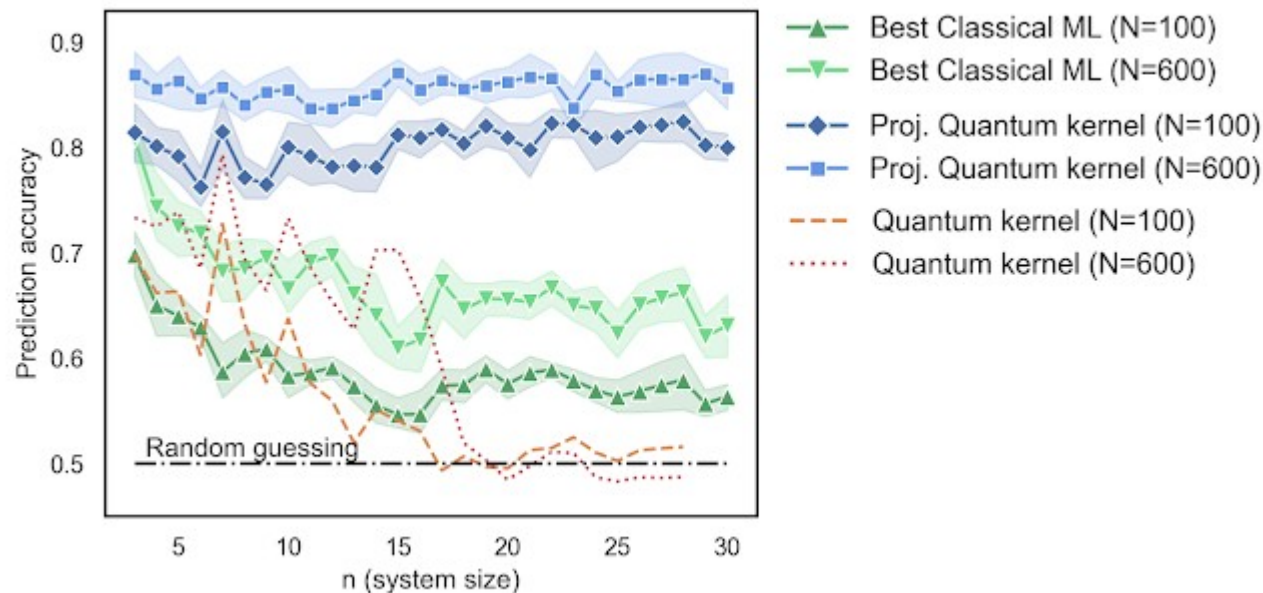 0.9
0.8
0.7
0.6
0.5
Prediction accuracy
Random guessing
5 10 15 20 25 30
n (system size)
Best Classical ML (N=100)
Best Classical ML (N=600)
Proj. Quantum kernel (N=100)
Proj. Quantum kernel (N=600)
Quantum kernel (N=100)
Quantum kernel (N=600)